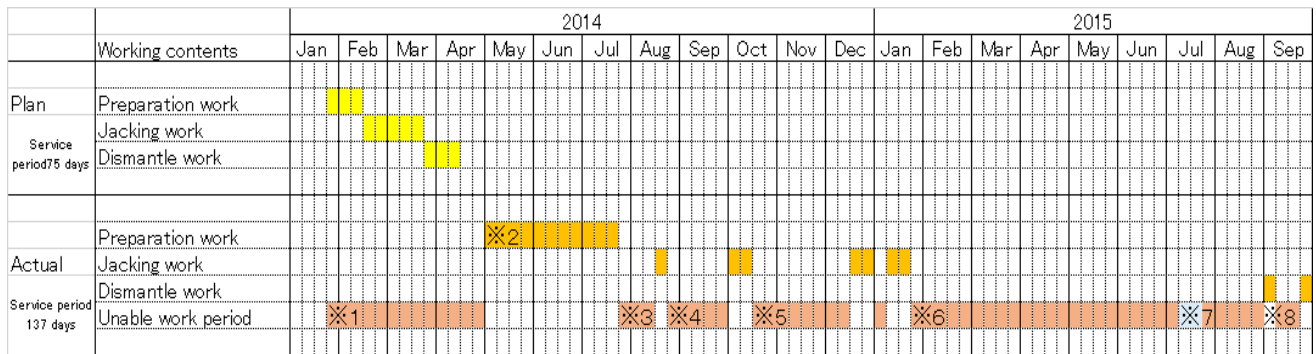 2014 2015
Working contents Jan Feb Mar Apr May Jun Jul Aug Sep Oct Nov Dec Jan Feb Mar Apr May Jun Jul Aug Sep
Plan Preparation work
Jacking work
Service
period75 days
Dismantle work
Preparation work ※2
Actual Jacking work
Dismantle work
Service period
137 days
Unable work period ※1 ※3 ※4 ※5 ※6 ※7 ※8